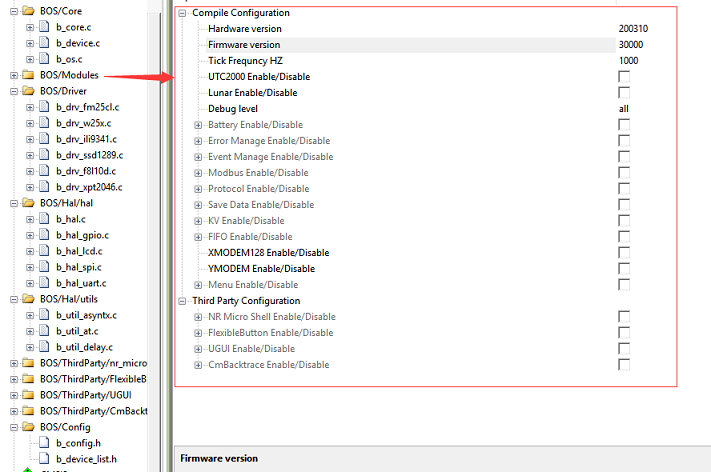 BOS/Core
b_core.c
b_device.c
b_os.c
BOS/Modules
BOS/Driver
b_drv_fm25cl.c
b_drv_w25x.c
b_drv_ili9341.c
b_drv_ssd1289.c
b_drv_f8l10d.c
b_drv_xpt2046.c
BOS/Hal/hal
b_hal.c
b_hal_gpio.c
b_hal_lcd.c
b_hal_spi.c
b_hal_uart.c
BOS/Hal/utils
b_util_asyntx.c
b_util_at.c
b_util_delay.c
BOS/ThirdParty/nr_micro
BOS/ThirdParty/FlexibleB
BOS/ThirdParty/UGUI
BOS/ThirdParty/CmBackt
BOS/Config
b_config.h
b_device_list.h
Compile Configuration
Hardware version 200310
Firmware version 30000
Tick Frequncy HZ 1000
UTC2000 Enable/Disable
Lunar Enable/Disable
Debug level all
Battery Enable/Disable
Error Manage Enable/Disable
Event Manage Enable/Disable
Modbus Enable/Disable
Protocol Enable/Disable
Save Data Enable/Disable
KV Enable/Disable
FIFO Enable/Disable
XMODEM128 Enable/Disable
YMODEM Enable/Disable
Menu Enable/Disable
Third Party Configuration
NR Micro Shell Enable/Disable
FlexibleButton Enable/Disable
UGUI Enable/Disable
CmBacktrace Enable/Disable
Firmware version